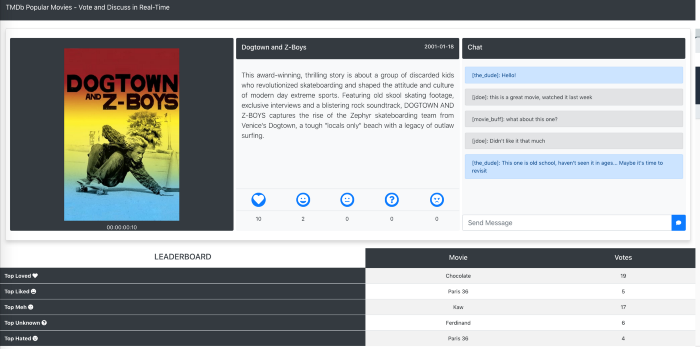 TMDb Popular Movies - Vote and Discuss in Real-Time
DOGTOWN
AND Z-BOYS
00:00:00:10
Dogtown and Z-Boys 2001-01-18
This award-winning, thrilling story is about a group of discarded kids
who revolutionized skateboarding and shaped the attitude and culture
of modern day extreme sports. Featuring old skool skating footage,
exclusive interviews and a blistering rock soundtrack, DOGTOWN AND
Z-BOYS captures the rise of the Zephyr skateboarding team from
Venice's Dogtown, a tough "locals only" beach with a legacy of outlaw
surfing.
10 2 0 0 0
Chat
[the_dude]: Hello!
[jdoe]: this is a great movie, watched it last week
[movie_buff]: what about this one?
[jdoe]: Didn't like it that much
[the_dude]: This one is old school, haven't seen it in ages... Maybe it's time to
revisit
Send Message
LEADERBOARD Movie Votes
Top Loved Chocolate 19
Top Liked Paris 36 5
Top Meh Kaw 17
Top Unknown Ferdinand 6
Top Hated Paris 36 4